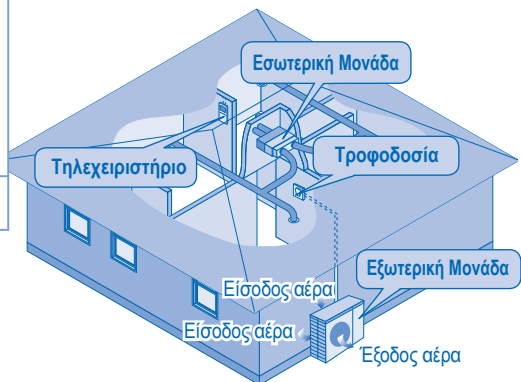 Εσωτερική Μονάδα
Τηλεχειριστήριο
Τροφοδοσία
Εξωτερική Μονάδα
Είσοδος αέρα
Είσοδος αέρα
Έξοδος αέρα